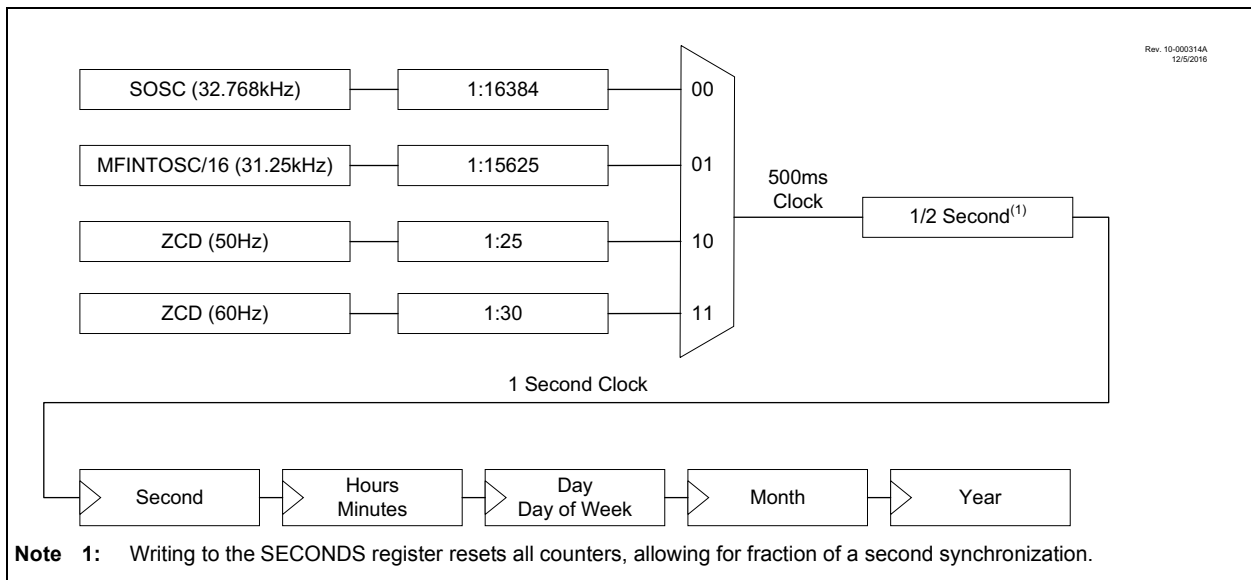 Rev. 10-000314A
12/5/2016
SOSC (32.768kHz)
1:16384
00
MFINTOSC/16 (31.25kHz)
1:15625
01
500ms
Clock
1/2 Second(1)
ZCD (50Hz)
1:25
10
ZCD (60Hz)
1:30
11
1 Second Clock
Second
Hours
Minutes
Day
Day of Week
Month
Year
Note 1: Writing to the SECONDS register resets all counters, allowing for fraction of a second synchronization.